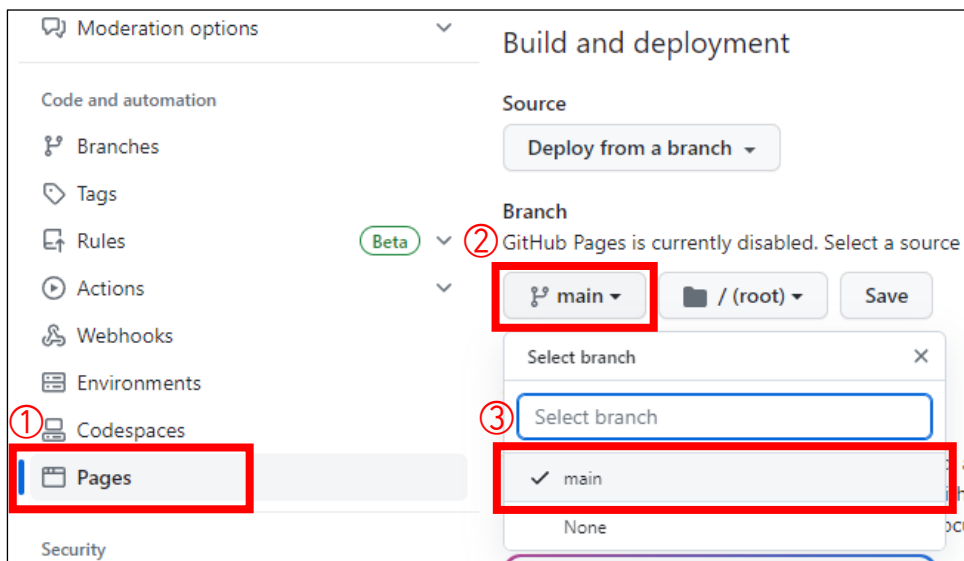 Moderation options
Code and automation
Branches
Tags
Rules Beta
Actions
Webhooks
Environments
① Codespaces
Pages
Security
Build and deployment
Source
Deploy from a branch
Branch
② GitHub Pages is currently disabled. Select a source
main / (root) Save
Select branch
③ Select branch
main
None